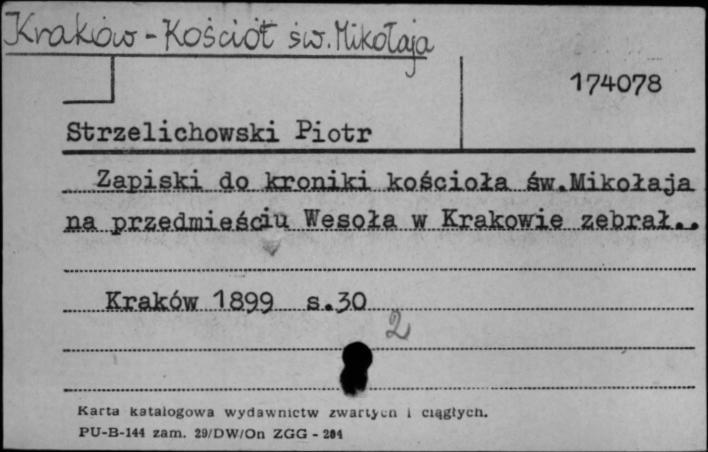 Kraków - Kościół św. Mikołaja
174078
Strzelichowski Piotr
Zapiski do kroniki kościoła św.Mikołaja
na przedmieściu Wesoła w Krakowie zebrał..
Kraków 1899 s.30
2
Karta katalogowa wydawnictw zwartych i ciągłych.
PU-B-144 zam. 29/DW/On ZGG - 284